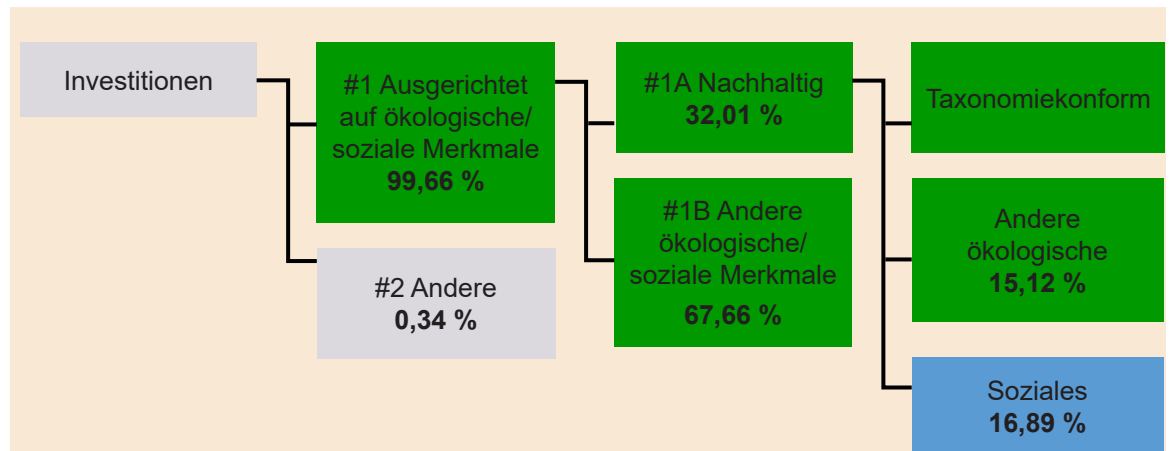 Investitionen
#1 Ausgerichtet
auf ökologische/
soziale Merkmale
99,66 %
#2 Andere
0,34 %
#1A Nachhaltig
32,01 %
#1B Andere
ökologische/
soziale Merkmale
67,66 %
Taxonomiekonform
Andere
ökologische
15,12 %
Soziales
16,89 %